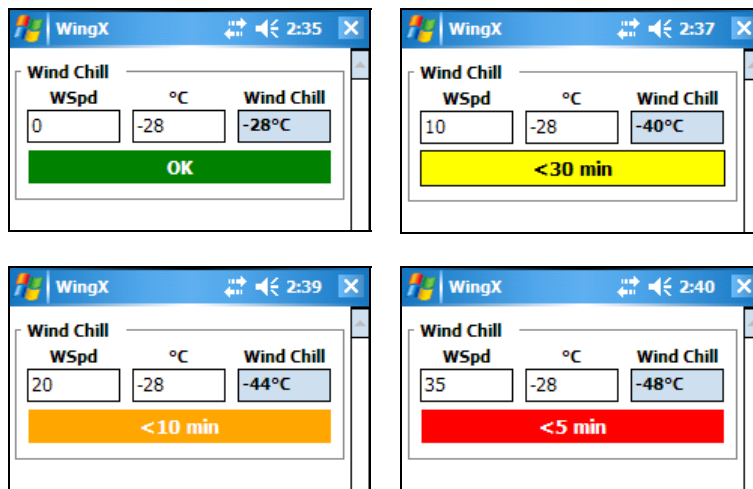 WingX 2:35
Wind Chill
WSpd °C Wind Chill
0 -28 -28°C
OK
WingX 2:37
Wind Chill
WSpd °C Wind Chill
10 -28 -40°C
<30 min
WingX 2:39
Wind Chill
WSpd °C Wind Chill
20 -28 -44°C
<10 min
WingX 2:40
Wind Chill
WSpd °C Wind Chill
35 -28 -48°C
<5 min